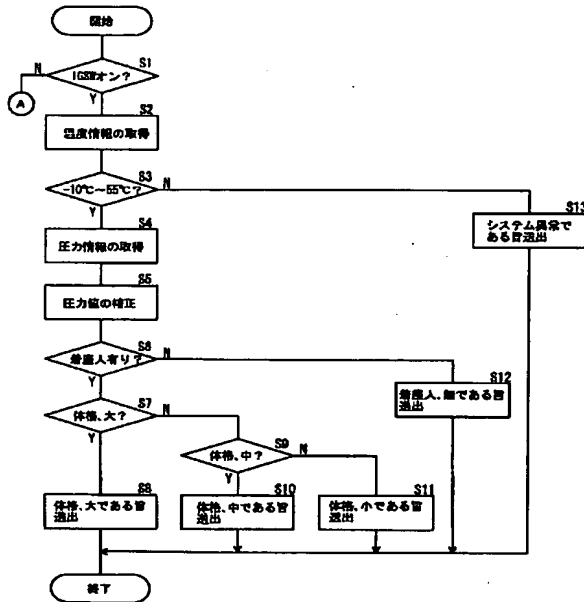 開始
S1
N
IGSWオン?
A
Y
S2
温度情報の取得
S3
N
-10℃~55℃?
Y
S13
システム異常で
ある旨送出
S4
圧力情報の取得
S5
圧力値の補正
S6
N
着座人有り?
Y
S12
着座人、無である旨
送出
S7
N
体格、大?
Y
S9
N
体格、中?
Y
S8
体格、大である旨
送出
S10
体格、中である旨
送出
S11
体格、小である旨
送出
終了